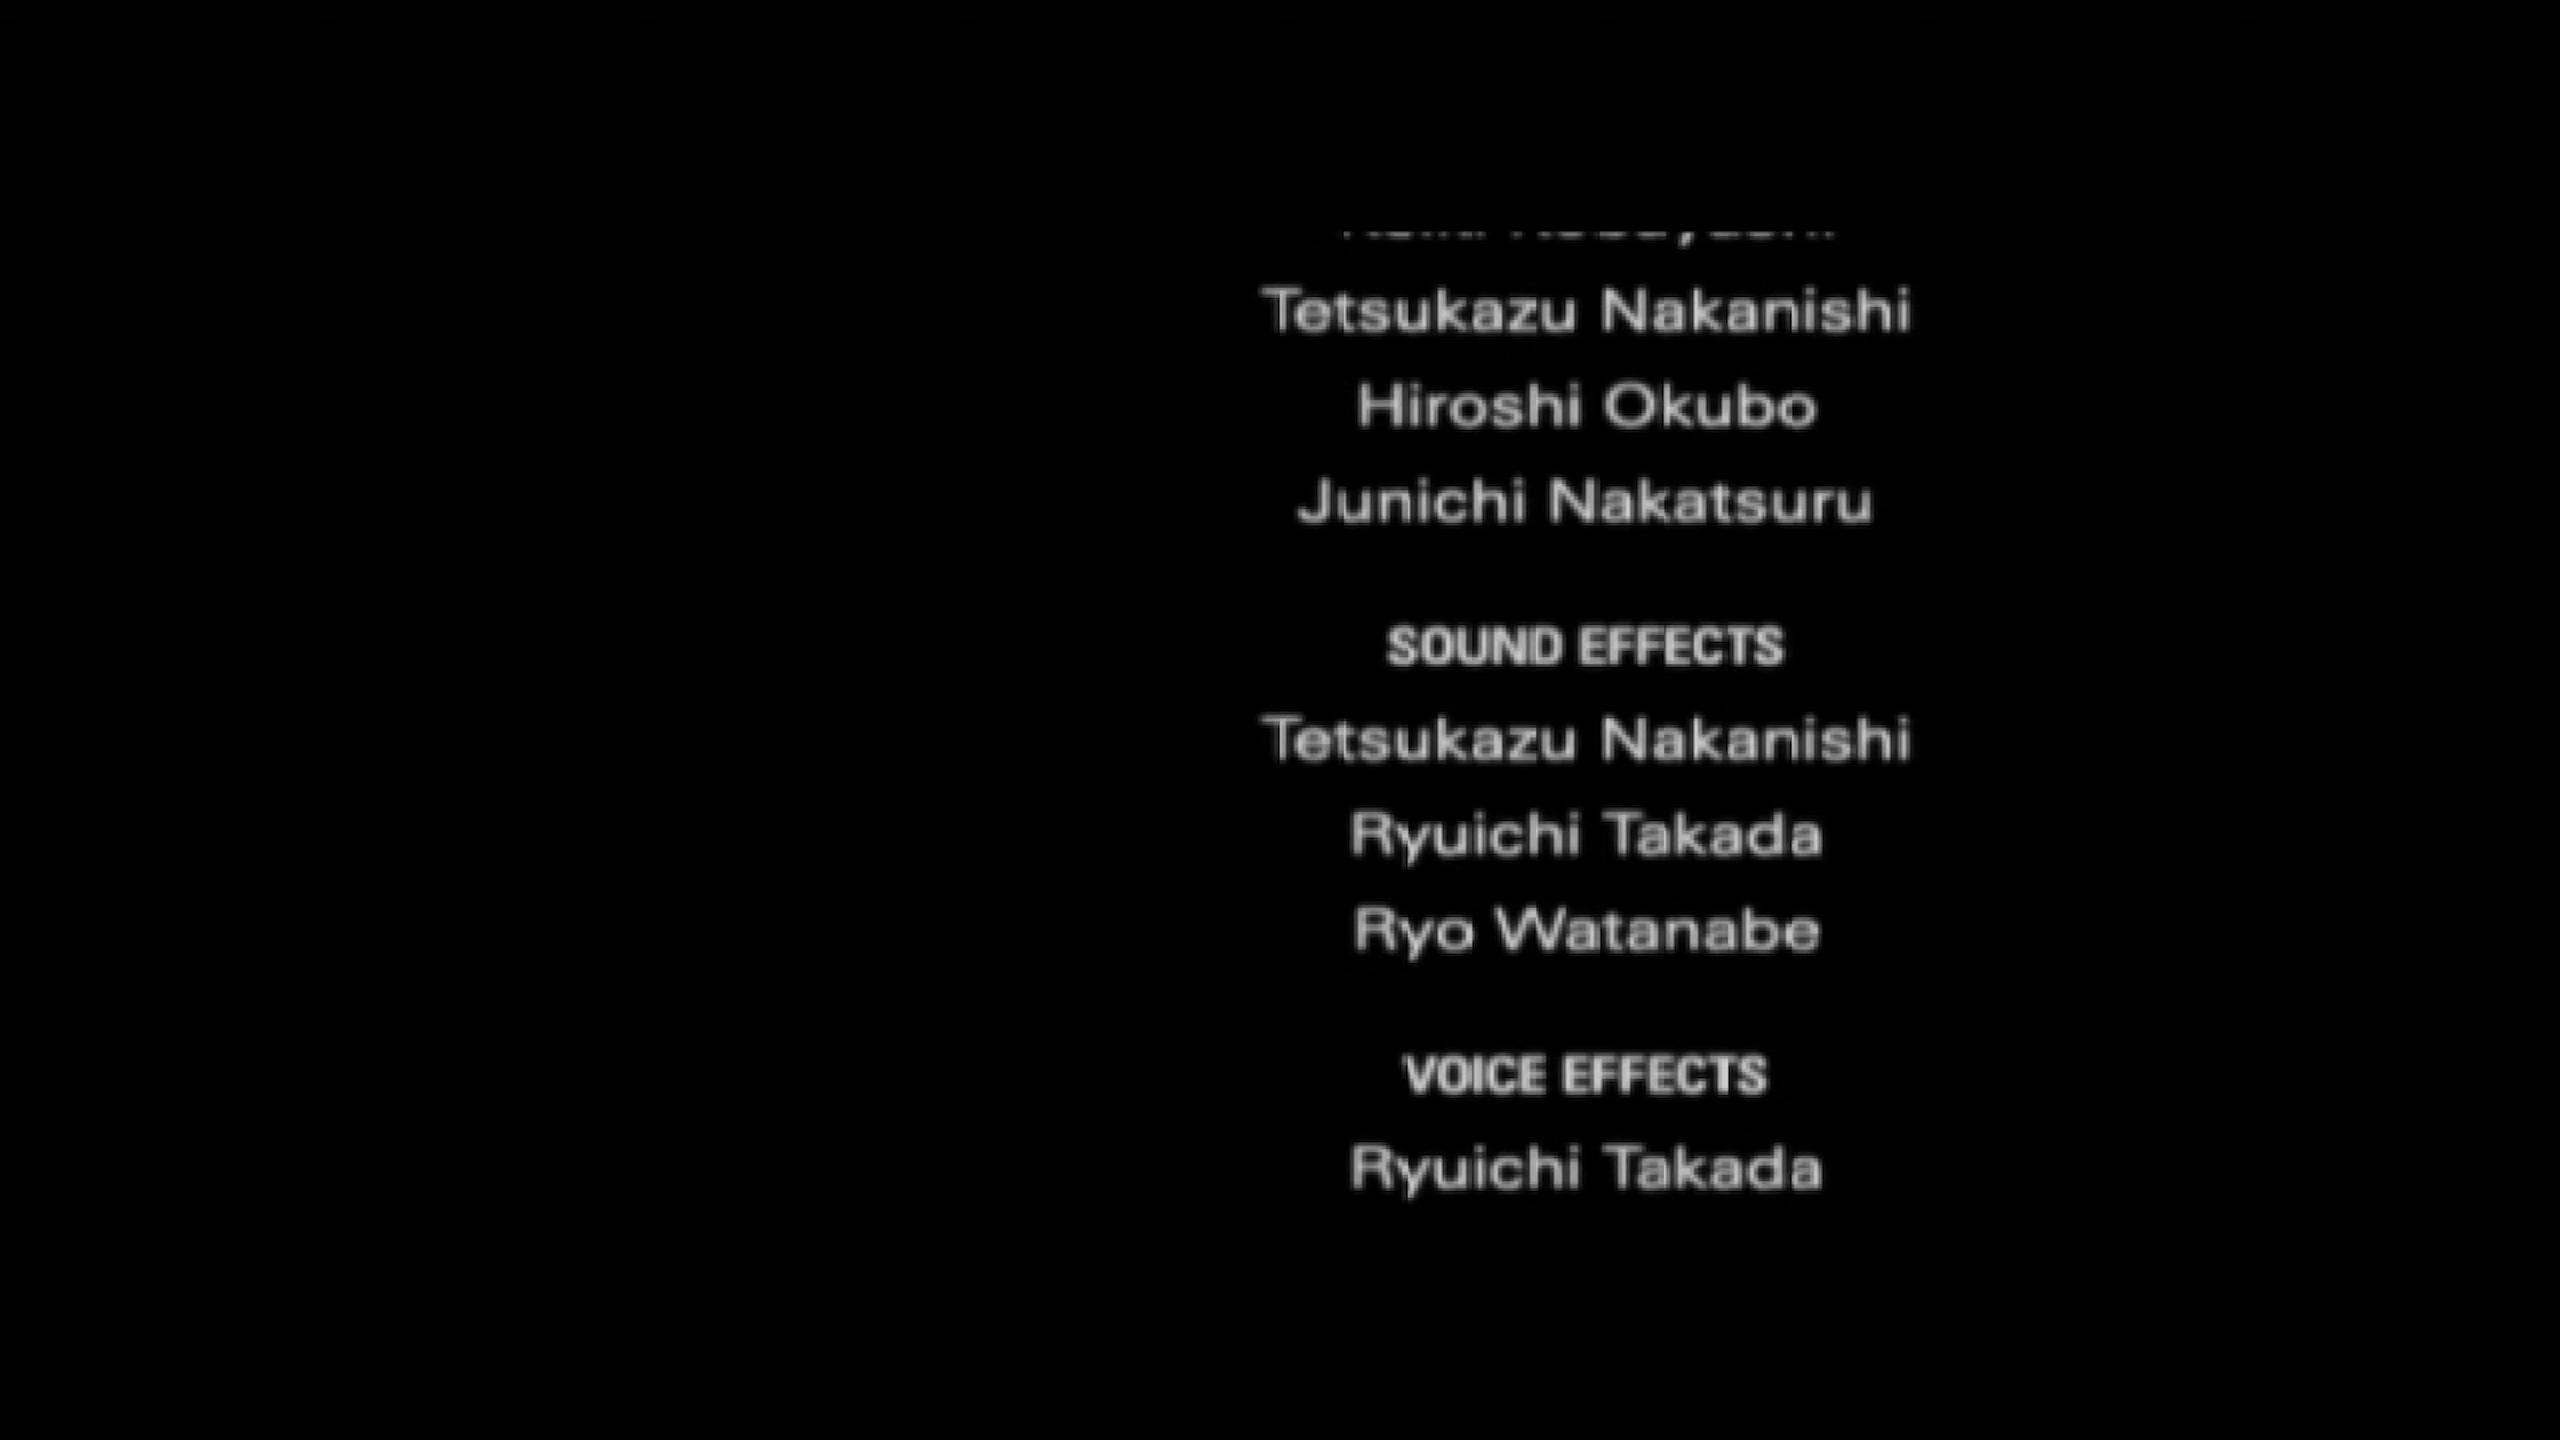 Tetsukazu Nakanishi
Hiroshi Okubo
Junichi Nakatsuru
SOUND EFFECTS
Tetsukazu Nakanishi
Ryuichi Takada
Ryo Watanabe
VOICE EFFECTS
Ryuichi Takada